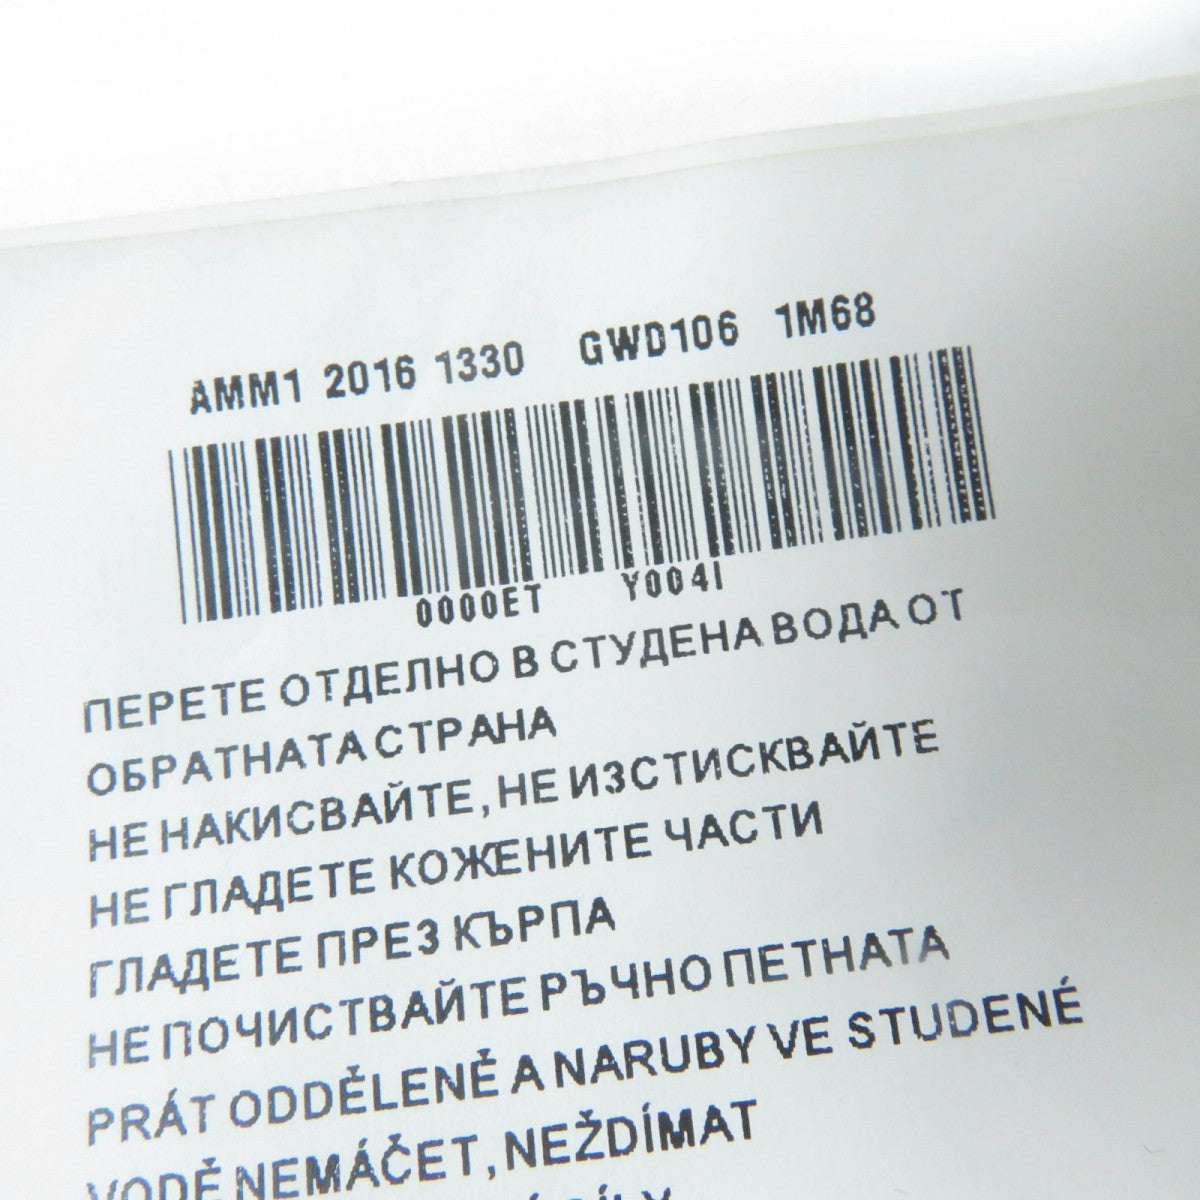 AMM1 2016 1330 GWD106 1M68
0000ET Y004I
ПЕРЕТЕ ОТДЕЛНО В СТУДЕНА ВОДА ОТ
ОБРАТНАТА СТРАНА
НЕ НАКИСВАЙТЕ, НЕ ИЗСТИСКВАЙТЕ
НЕ ГЛАДЕТЕ КОЖЕНИТЕ ЧАСТИ
ГЛАДЕТЕ ПРЕЗ КЪРПА
НЕ ПОЧИСТВАЙТЕ РЪЧНО ПЕТНАТА
PRÁT ODDĚLENĚ A NARUBY VE STUDENÉ
VODĚ NEMÁČET, NEŽDÍMAT